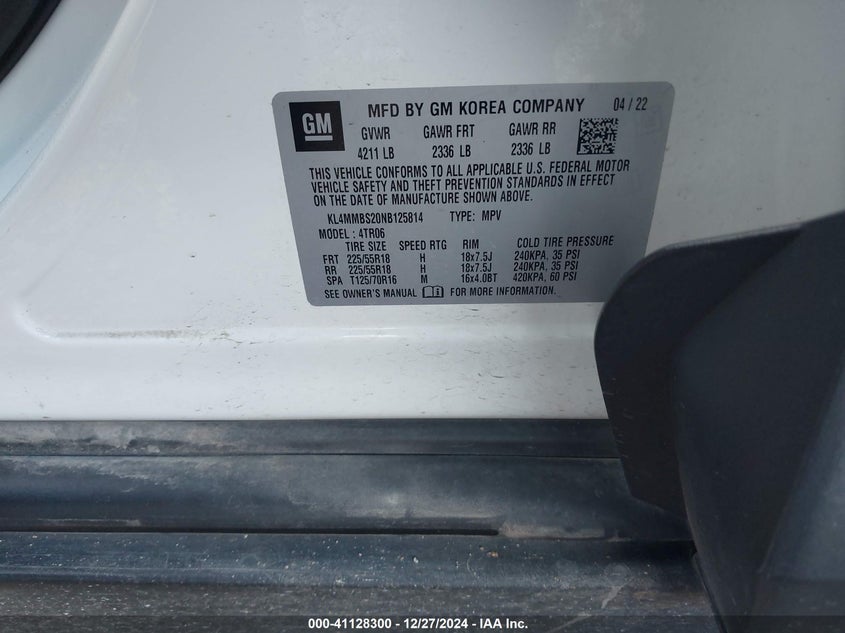 GM
MFD BY GM KOREA COMPANY 04 / 22
GVWR GAWR FRT GAWR RR
4211 LB 2336 LB 2336 LB
THIS VEHICLE CONFORMS TO ALL APPLICABLE U.S. FEDERAL MOTOR
VEHICLE SAFETY AND THEFT PREVENTION STANDARDS IN EFFECT
ON THE DATE OF MANUFACTURE SHOWN ABOVE.
KL4MMBS20NB125814 TYPE: MPV
MODEL : 4TR06
TIRE SIZE SPEED RTG RIM COLD TIRE PRESSURE
FRT 225/55R18 H 18x7.5J 240KPA, 35 PSI
RR 225/55R18 H 18x7.5J 240KPA, 35 PSI
SPA T125/70R16 M 16x4.0BT 420KPA, 60 PSI
SEE OWNER'S MANUAL FOR MORE INFORMATION.
000-41128300 - 12/27/2024 - IAA Inc.